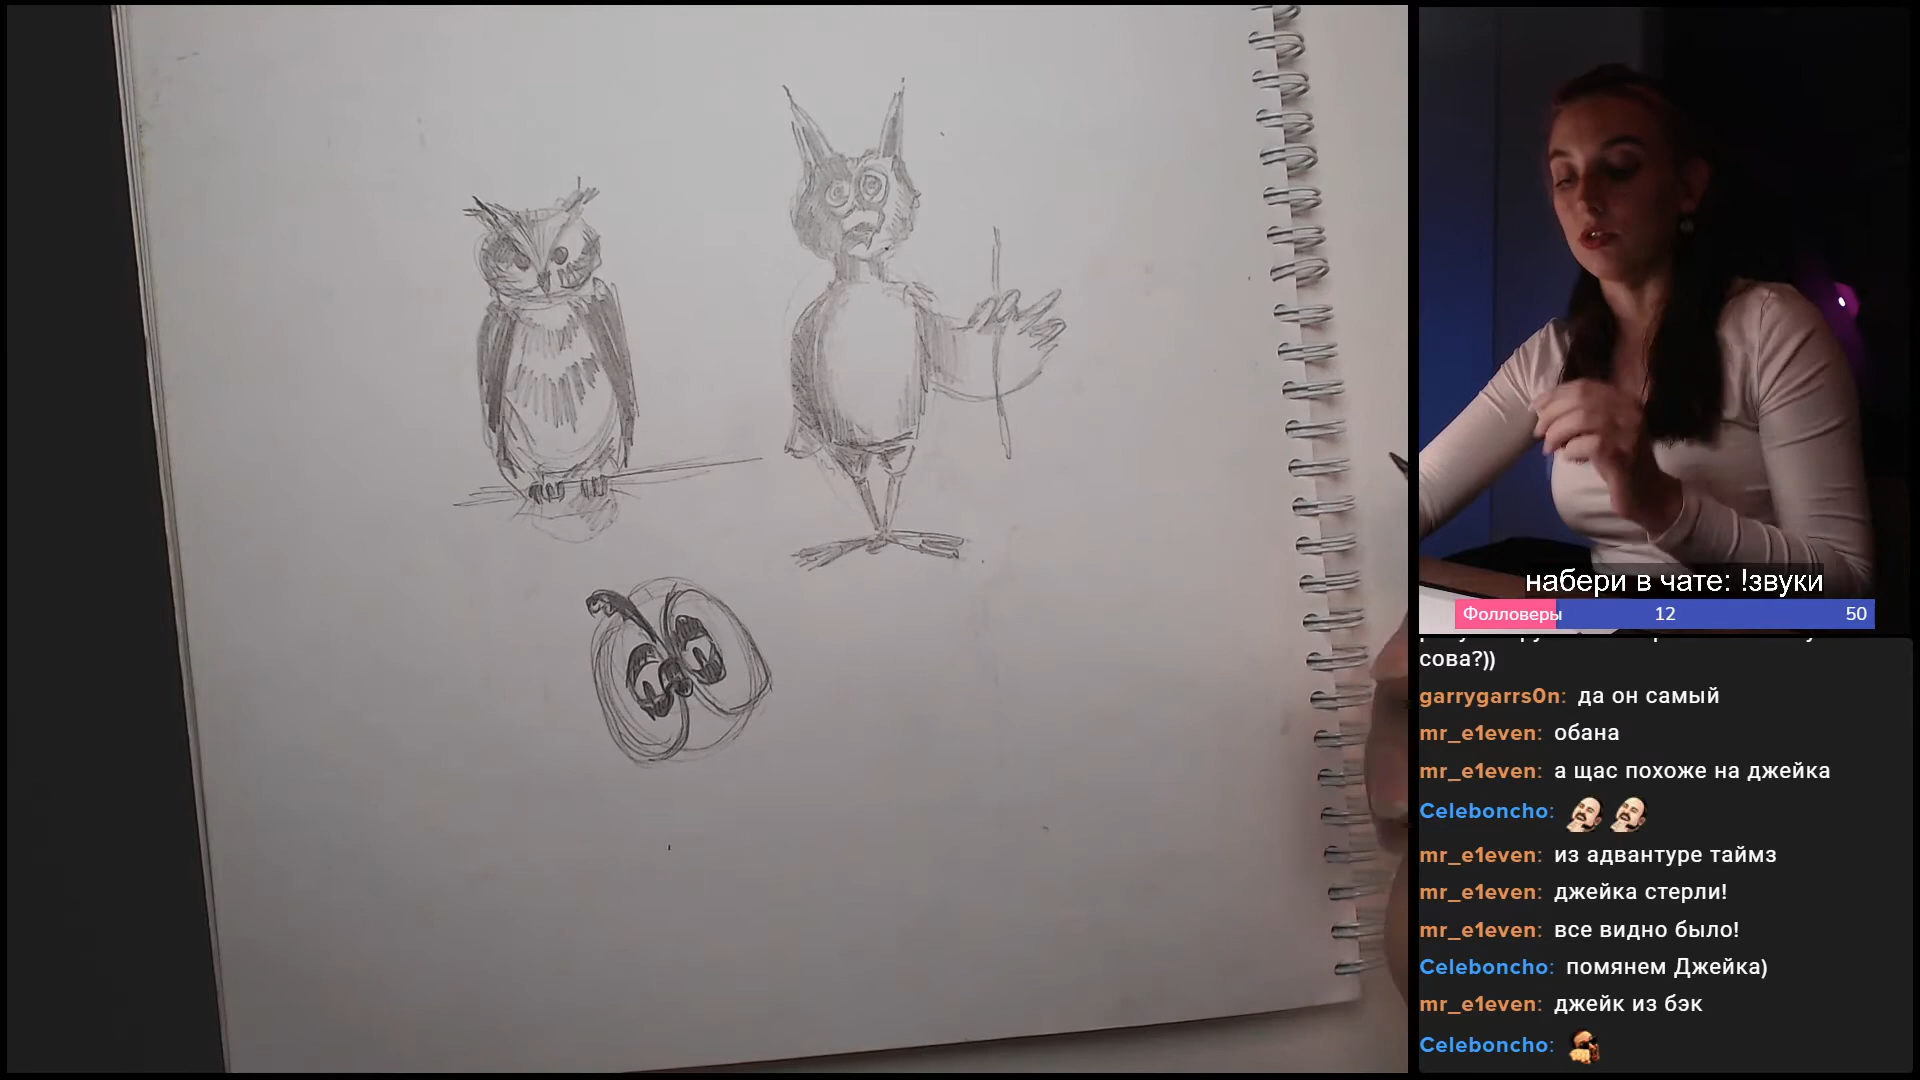 набери в чате: !звуки
Фолловеры 12 50
сова?))
garrygarrs0n: да он самый
mr_e1even: обана
mr_e1even: а щас похоже на джейка
Celeboncho:
mr_e1even: из адвантуре таймз
mr_e1even: джейка стерли!
mr_e1even: все видно было!
Celeboncho: помянем Джейка)
mr_e1even: джейк из бэк
Celeboncho: